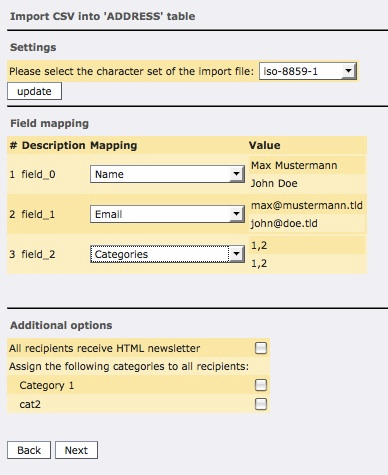 Import CSV into 'ADDRESS' table
Settings
Please select the character set of the import file: iso-8859-1
update
Field mapping
# Description Mapping Value
1 field_0 Name Max Mustermann
John Doe
2 field_1 Email max@mustermann.tld
john@doe.tld
3 field_2 Categories 1,2
1,2
Additional options
All recipients receive HTML newsletter
Assign the following categories to all recipients:
Category 1
cat2
Back Next